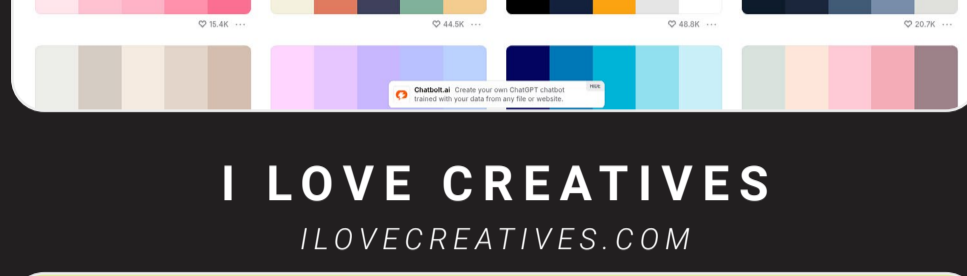 15.4K ···
44.5K ···
48.8K ···
20.7K ···
Chatbolt.ai Create your own ChatGPT chatbot
trained with your data from any file or website.
HIDE
I LOVE CREATIVES
ILOVECREATIVES.COM